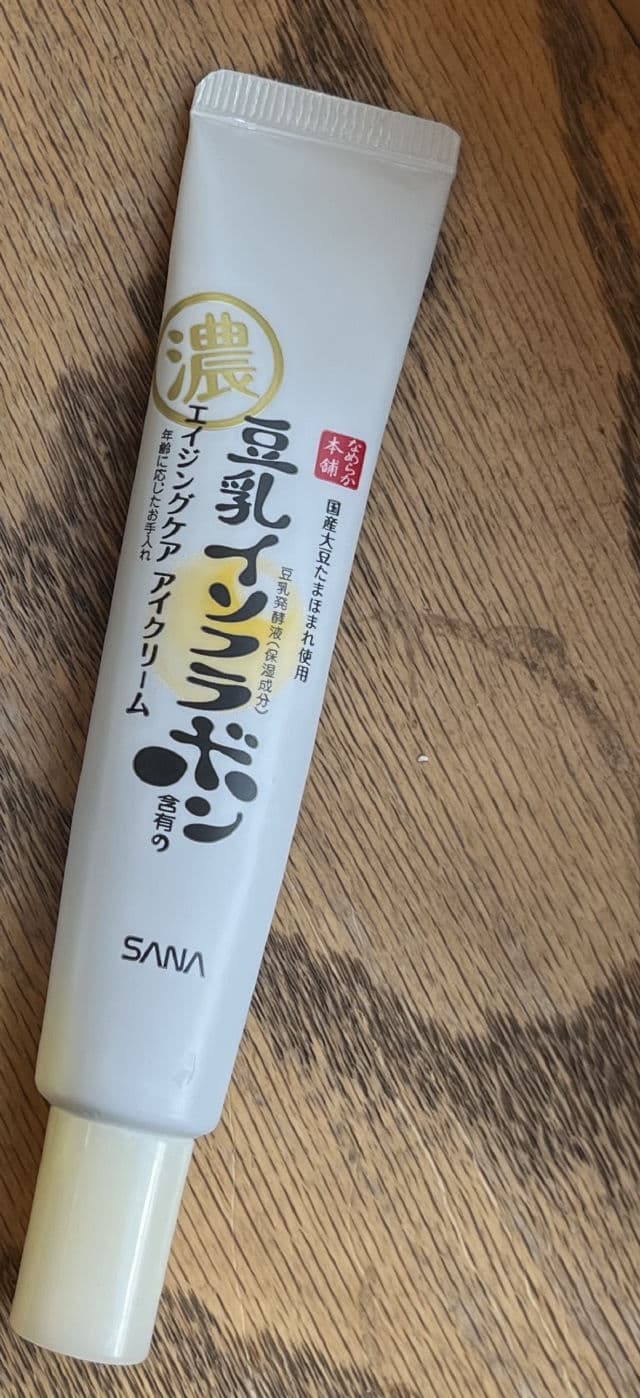 濃
なめらか
本舗
国産大豆たまほまれ使用
豆乳発酵液(保湿成分)
豆乳イソフラボン
含有の
エイジングケア アイクリーム
年齢に応じたお手入れ
SANA